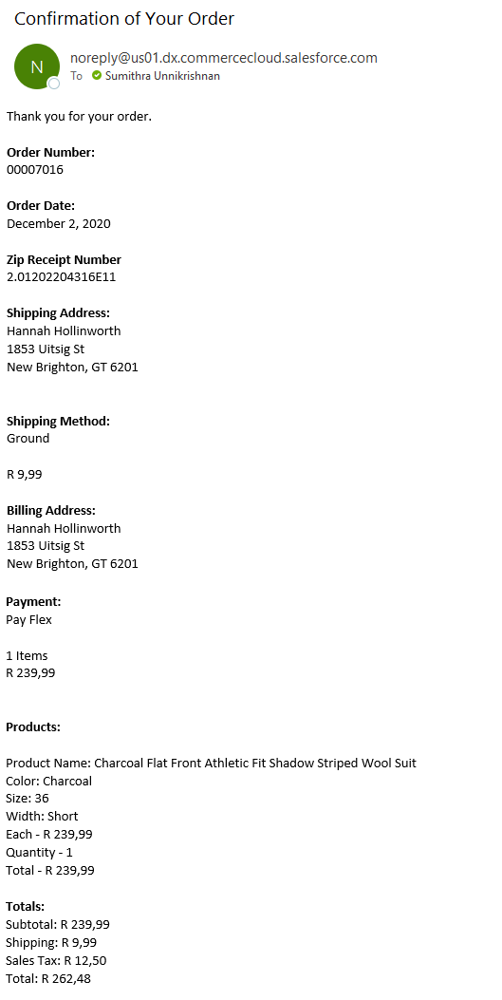 Confirmation of Your Order
N
noreply@us01.dx.commercecloud.salesforce.com
To Sumithra Unnikrishnan
Thank you for your order.
Order Number:
00007016
Order Date:
December 2, 2020
Zip Receipt Number
2.01202204316E11
Shipping Address:
Hannah Hollinworth
1853 Uitsig St
New Brighton, GT 6201
Shipping Method:
Ground
R 9,99
Billing Address:
Hannah Hollinworth
1853 Uitsig St
New Brighton, GT 6201
Payment:
Pay Flex
1 Items
R 239,99
Products:
Product Name: Charcoal Flat Front Athletic Fit Shadow Striped Wool Suit
Color: Charcoal
Size: 36
Width: Short
Each - R 239,99
Quantity - 1
Total - R 239,99
Totals:
Subtotal: R 239,99
Shipping: R 9,99
Sales Tax: R 12,50
Total: R 262,48